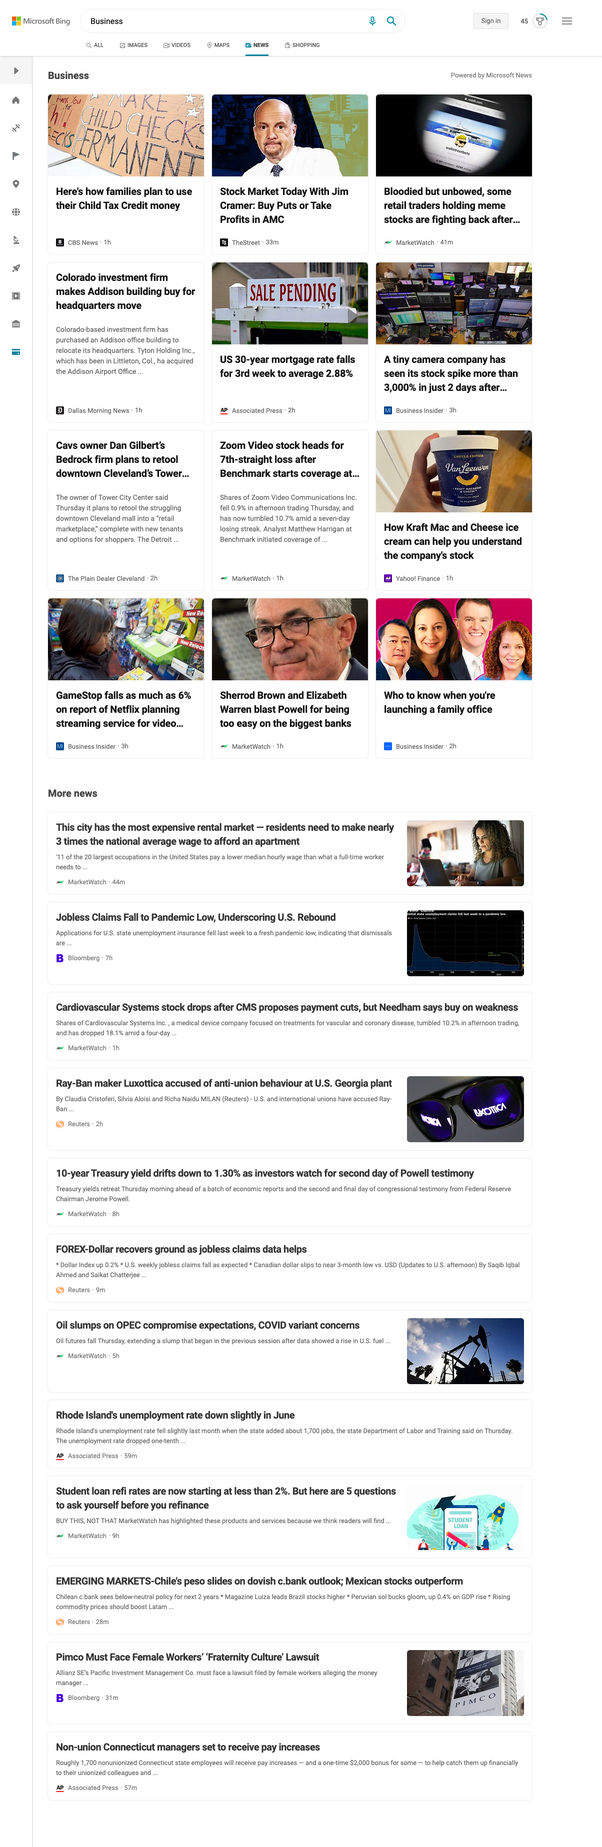 Microsoft Bing
Business
Sign in
45
ALL
IMAGES
VIDEOS
MAPS
NEWS
SHOPPING
Business
Powered by Microsoft News
Here's how families plan to use
their Child Tax Credit money
CBS News · 1h
Stock Market Today With Jim
Cramer: Buy Puts or Take
Profits in AMC
TheStreet · 33m
Bloodied but unbowed, some
retail traders holding meme
stocks are fighting back after…
MarketWatch · 41m
Colorado investment firm
makes Addison building buy for
headquarters move
Colorado-based investment firm has
purchased an Addison office building to
relocate its headquarters. Tyton Holding Inc.,
which has been in Littleton, Col., ha acquired
the Addison Airport Office ...
Dallas Morning News · 1h
SALE PENDING
US 30-year mortgage rate falls
for 3rd week to average 2.88%
Associated Press · 2h
A tiny camera company has
seen its stock spike more than
3,000% in just 2 days after…
Business Insider · 3h
Cavs owner Dan Gilbert's
Bedrock firm plans to retool
downtown Cleveland's Tower…
The owner of Tower City Center said
Thursday it plans to retool the struggling
downtown Cleveland mall into a "retail
marketplace," complete with new tenants
and options for shoppers. The Detroit ...
The Plain Dealer Cleveland · 2h
Zoom Video stock heads for
7th-straight loss after
Benchmark starts coverage at…
Shares of Zoom Video Communications Inc.
fell 0.9% in afternoon trading Thursday, and
has now tumbled 10.7% amid a seven-day
losing streak. Analyst Matthew Harrigan at
Benchmark initiated coverage of ...
MarketWatch · 1h
Van Leeuwen
How Kraft Mac and Cheese ice
cream can help you understand
the company's stock
Yahoo! Finance · 1h
GameStop falls as much as 6%
on report of Netflix planning
streaming service for video…
Business Insider · 3h
Sherrod Brown and Elizabeth
Warren blast Powell for being
too easy on the biggest banks
MarketWatch · 1h
Who to know when you're
launching a family office
Business Insider · 2h
More news
This city has the most expensive rental market — residents need to make nearly
3 times the national average wage to afford an apartment
'11 of the 20 largest occupations in the United States pay a lower median hourly wage than what a full-time worker
needs to ...
MarketWatch · 44m
Jobless Claims Fall to Pandemic Low, Underscoring U.S. Rebound
Applications for U.S. state unemployment insurance fell last week to a fresh pandemic low, indicating that dismissals
are ...
Bloomberg · 7h
Cardiovascular Systems stock drops after CMS proposes payment cuts, but Needham says buy on weakness
Shares of Cardiovascular Systems Inc. , a medical device company focused on treatments for vascular and coronary disease, tumbled 10.2% in afternoon trading,
and has dropped 18.1% amid a four-day ...
MarketWatch · 1h
Ray-Ban maker Luxottica accused of anti-union behaviour at U.S. Georgia plant
By Claudia Cristoferi, Silvia Aloisi and Richa Naidu MILAN (Reuters) - U.S. and international unions have accused Ray-
Ban ...
Reuters · 2h
10-year Treasury yield drifts down to 1.30% as investors watch for second day of Powell testimony
Treasury yields retreat Thursday morning ahead of a batch of economic reports and the second and final day of congressional testimony from Federal Reserve
Chairman Jerome Powell.
MarketWatch · 8h
FOREX-Dollar recovers ground as jobless claims data helps
* Dollar Index up 0.2% * U.S. weekly jobless claims fall as expected * Canadian dollar slips to near 3-month low vs. USD (Updates to U.S. afternoon) By Saqib Iqbal
Ahmed and Saikat Chatterjee ...
Reuters · 9m
Oil slumps on OPEC compromise expectations, COVID variant concerns
Oil futures fall Thursday, extending a slump that began in the previous session after data showed a rise in U.S. fuel ...
MarketWatch · 5h
Rhode Island's unemployment rate down slightly in June
Rhode Island's unemployment rate fell slightly last month when the state added about 1,700 jobs, the state Department of Labor and Training said on Thursday.
The unemployment rate dropped one-tenth ...
Associated Press · 59m
Student loan refi rates are now starting at less than 2%. But here are 5 questions
to ask yourself before you refinance
BUY THIS, NOT THAT MarketWatch has highlighted these products and services because we think readers will find ...
MarketWatch · 9h
STUDENT
LOAN
EMERGING MARKETS-Chile's peso slides on dovish c.bank outlook; Mexican stocks outperform
Chilean c.bank sees below-neutral policy for next 2 years * Magazine Luiza leads Brazil stocks higher * Peruvian sol bucks gloom, up 0.4% on GDP rise * Rising
commodity prices should boost Latam ...
Reuters · 28m
Pimco Must Face Female Workers' 'Fraternity Culture' Lawsuit
Allianz SE's Pacific Investment Management Co. must face a lawsuit filed by female workers alleging the money
manager ...
Bloomberg · 31m
PIMCO
Non-union Connecticut managers set to receive pay increases
Roughly 1,700 nonunionized Connecticut state employees will receive pay increases — and a one-time $2,000 bonus for some — to help catch them up financially
to their unionized colleagues and ...
Associated Press · 57m